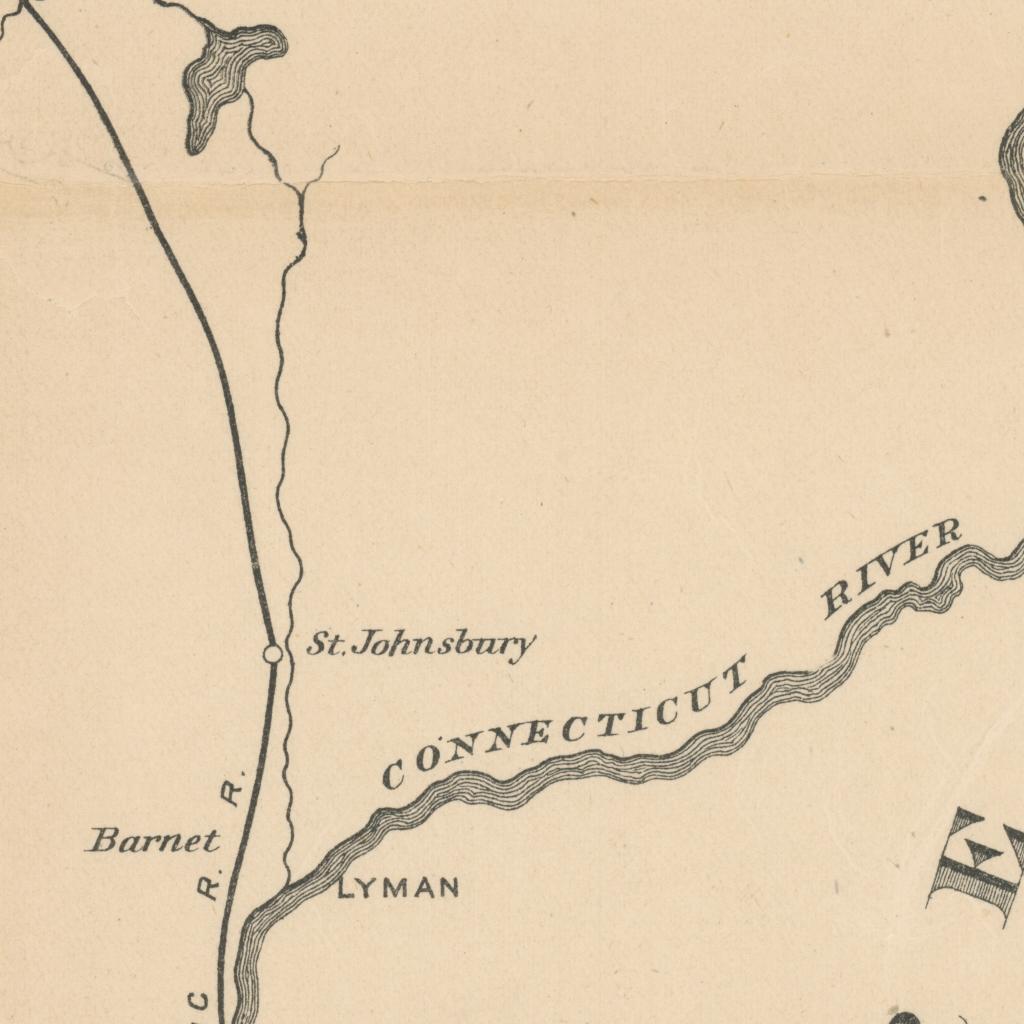 RIVER
St. Johnsbury
CONNECTICUT
R.
Barnet
R.
LYMAN
E
C